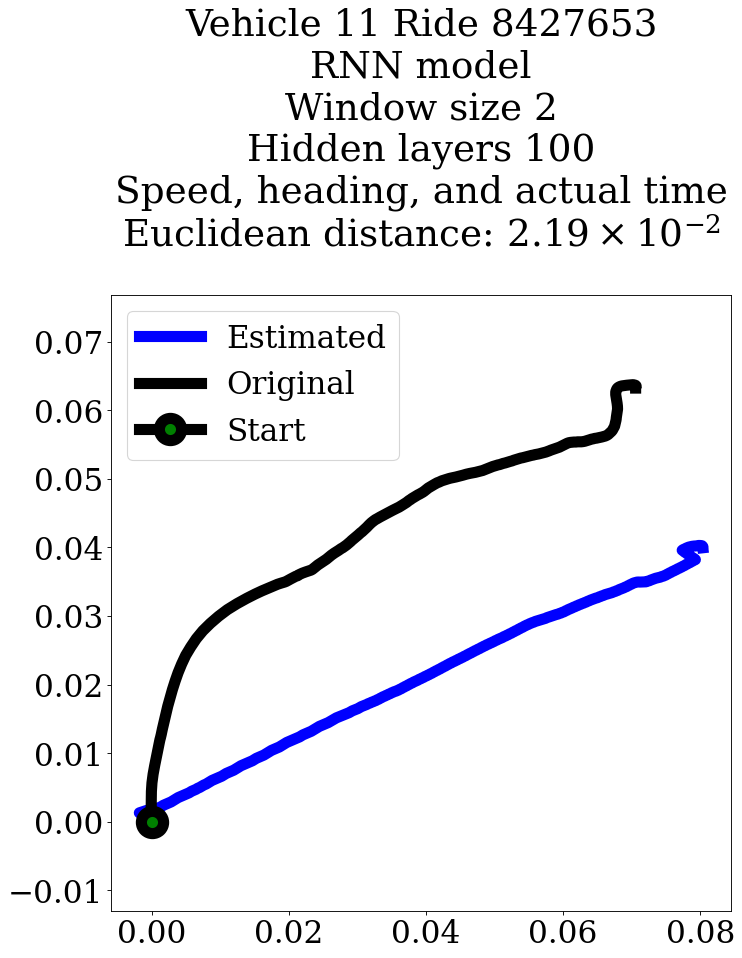 Vehicle 11 Ride 8427653
RNN model
Window size 2
Hidden layers 100
Speed, heading, and actual time
Euclidean distance: 2.19 × 10⁻²
Estimated
Original
Start
0.07
0.06
0.05
0.04
0.03
0.02
0.01
0.00
−0.01
0.00 0.02 0.04 0.06 0.08